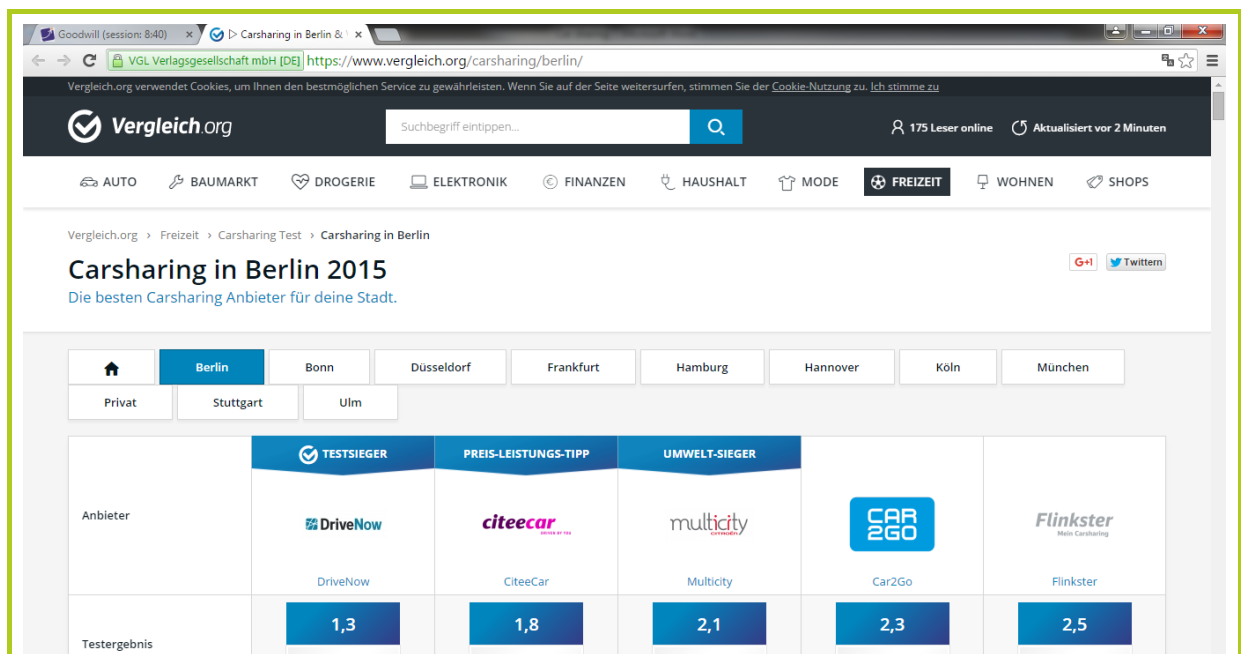 Goodwill (session: 8:40)
▷ Carsharing in Berlin &
VGL Verlagsgesellschaft mbH [DE] https://www.vergleich.org/carsharing/berlin/
Vergleich.org verwendet Cookies, um Ihnen den bestmöglichen Service zu gewährleisten. Wenn Sie auf der Seite weitersurfen, stimmen Sie der Cookie-Nutzung zu. Ich stimme zu
Vergleich.org
Suchbegriff eintippen...
175 Leser online
Aktualisiert vor 2 Minuten
AUTO BAUMARKT DROGERIE ELEKTRONIK FINANZEN HAUSHALT MODE FREIZEIT WOHNEN SHOPS
Vergleich.org › Freizeit › Carsharing Test › Carsharing in Berlin
Carsharing in Berlin 2015
G+1 Twittern
Die besten Carsharing Anbieter für deine Stadt.
Berlin Bonn Düsseldorf Frankfurt Hamburg Hannover Köln München
Privat Stuttgart Ulm
TESTSIEGER PREIS-LEISTUNGS-TIPP UMWELT-SIEGER
Anbieter
DriveNow
citeecar
multicity
CITROËN
CAR2GO
Flinkster
Mein Carsharing
DriveNow CiteeCar Multicity Car2Go Flinkster
Testergebnis
1,3 1,8 2,1 2,3 2,5